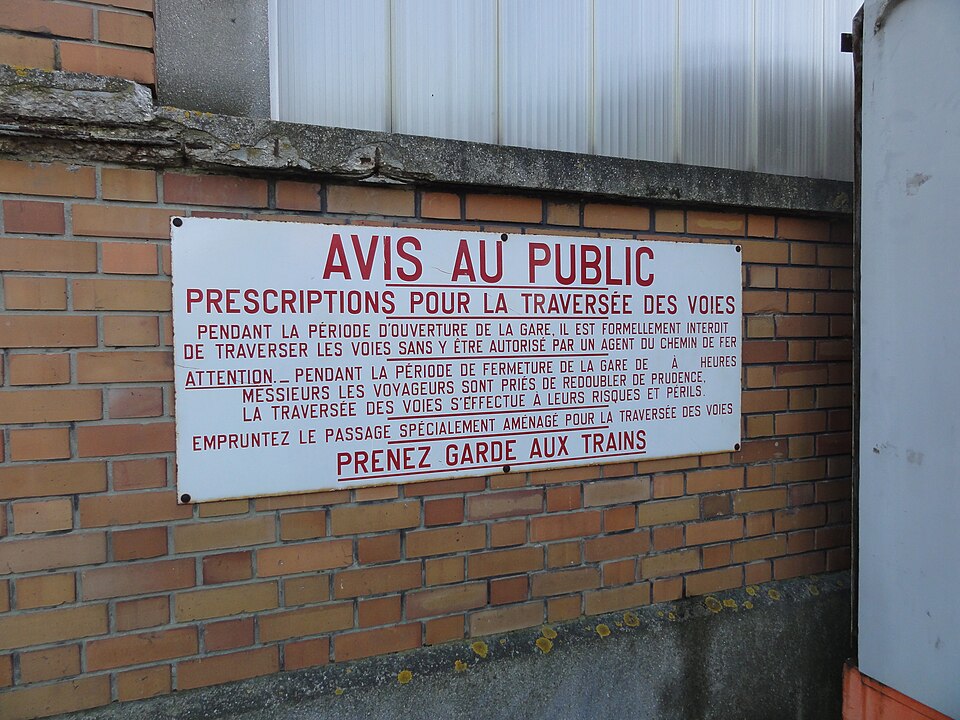 AVIS AU PUBLIC
PRESCRIPTIONS POUR LA TRAVERSÉE DES VOIES
PENDANT LA PÉRIODE D'OUVERTURE DE LA GARE, IL EST FORMELLEMENT INTERDIT
DE TRAVERSER LES VOIES SANS Y ÊTRE AUTORISÉ PAR UN AGENT DU CHEMIN DE FER
ATTENTION._ PENDANT LA PÉRIODE DE FERMETURE DE LA GARE DE À HEURES
MESSIEURS LES VOYAGEURS SONT PRIÉS DE REDOUBLER DE PRUDENCE,
LA TRAVERSÉE DES VOIES S'EFFECTUE À LEURS RISQUES ET PÉRILS.
EMPRUNTEZ LE PASSAGE SPÉCIALEMENT AMÉNAGÉ POUR LA TRAVERSÉE DES VOIES
PRENEZ GARDE AUX TRAINS